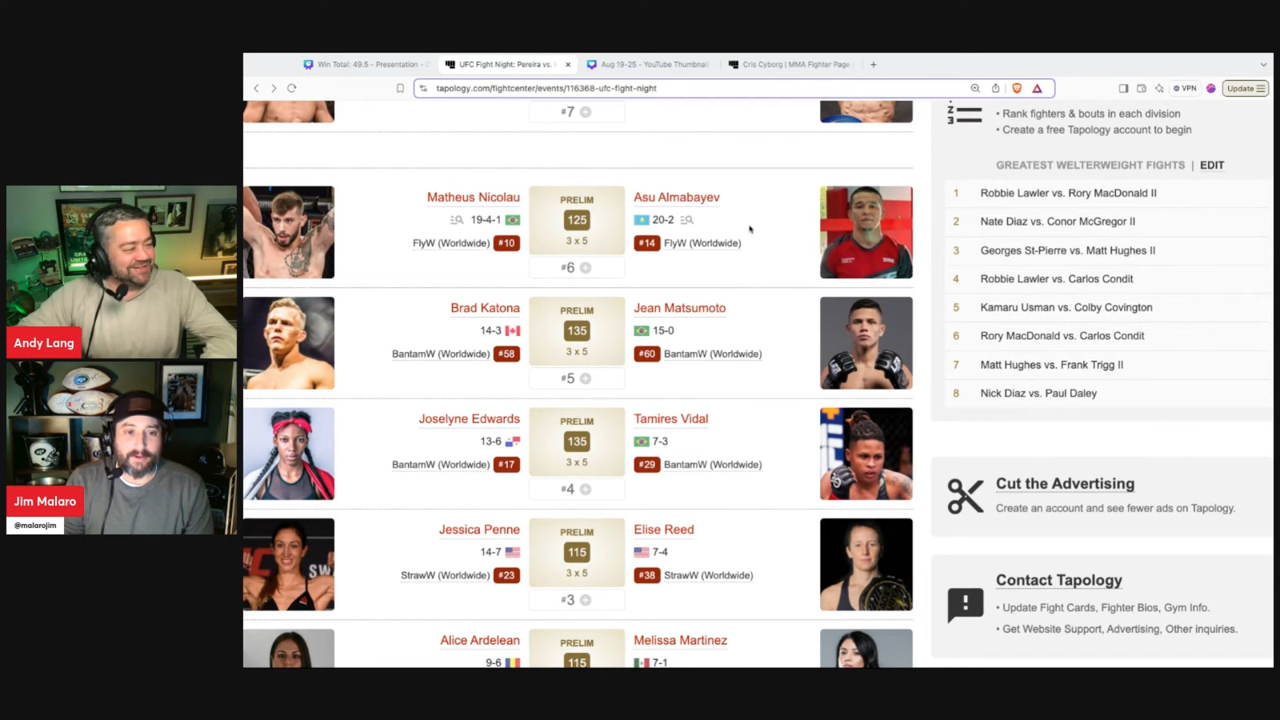 Win Total: 49.5 - Presentation - C
UFC Fight Night: Pereira vs.
Aug 19-25 - YouTube Thumbnail
Cris Cyborg | MMA Fighter Page
tapology.com/fightcenter/events/116368-ufc-fight-night
VPN
Update
#7
Matheus Nicolau
19-4-1
FlyW (Worldwide) #10
PRELIM
125
3 x 5
#6
Asu Almabayev
20-2
#14 FlyW (Worldwide)
Brad Katona
14-3
BantamW (Worldwide) #58
PRELIM
135
3 x 5
#5
Jean Matsumoto
15-0
#60 BantamW (Worldwide)
Joselyne Edwards
13-6
BantamW (Worldwide) #17
PRELIM
135
3 x 5
#4
Tamires Vidal
7-3
#29 BantamW (Worldwide)
Jessica Penne
14-7
StrawW (Worldwide) #23
PRELIM
115
3 x 5
#3
Elise Reed
7-4
#38 StrawW (Worldwide)
Alice Ardelean
9-6
PRELIM
115
Melissa Martinez
7-1
• Rank fighters & bouts in each division
• Create a free Tapology account to begin
GREATEST WELTERWEIGHT FIGHTS | EDIT
1 Robbie Lawler vs. Rory MacDonald II
2 Nate Diaz vs. Conor McGregor II
3 Georges St-Pierre vs. Matt Hughes II
4 Robbie Lawler vs. Carlos Condit
5 Kamaru Usman vs. Colby Covington
6 Rory MacDonald vs. Carlos Condit
7 Matt Hughes vs. Frank Trigg II
8 Nick Diaz vs. Paul Daley
Cut the Advertising
Create an account and see fewer ads on Tapology.
Contact Tapology
• Update Fight Cards, Fighter Bios, Gym Info.
• Get Website Support, Advertising, Other inquiries.
Andy Lang
Jim Malaro
@malarojim